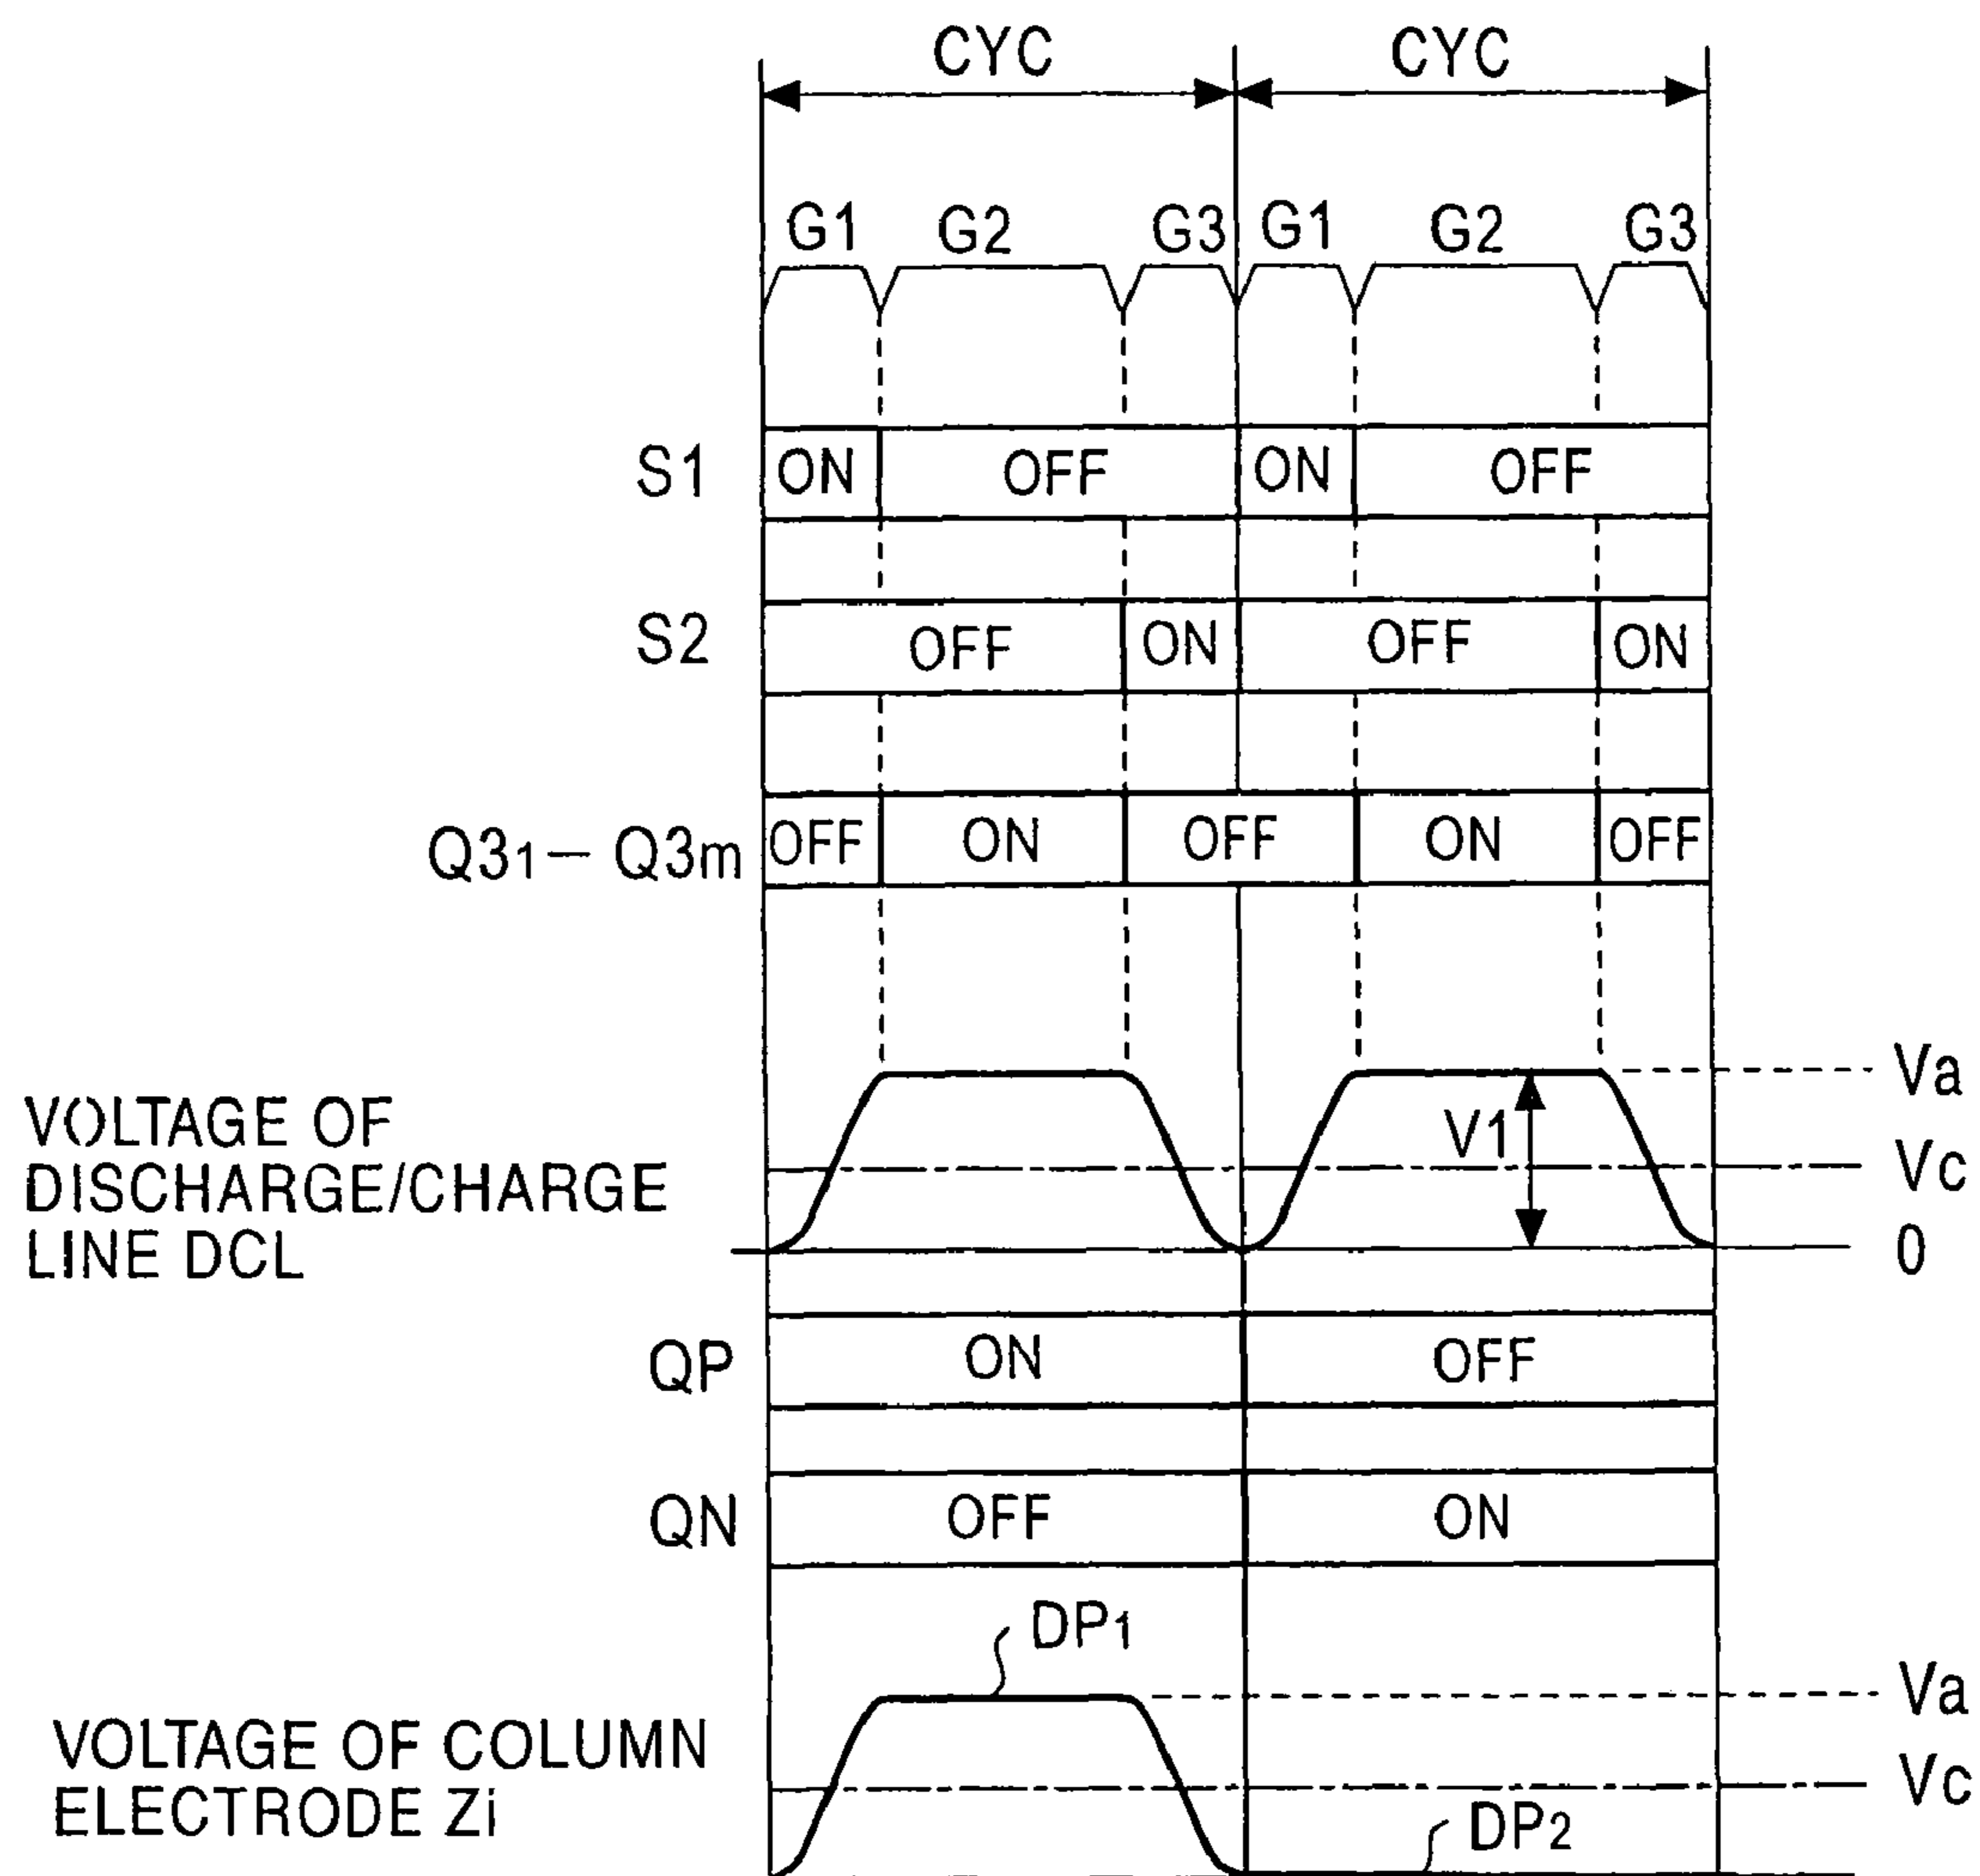 CYC CYC
G1 G2 G3 G1 G2 G3
S1 ON OFF ON OFF
S2 OFF ON OFF ON
Q31 — Q3m OFF ON OFF ON OFF
Va
VOLTAGE OF
DISCHARGE/CHARGE
LINE DCL
V1
Vc
0
QP ON OFF
QN OFF ON
DP1
Va
VOLTAGE OF COLUMN
ELECTRODE Zi
Vc
DP2